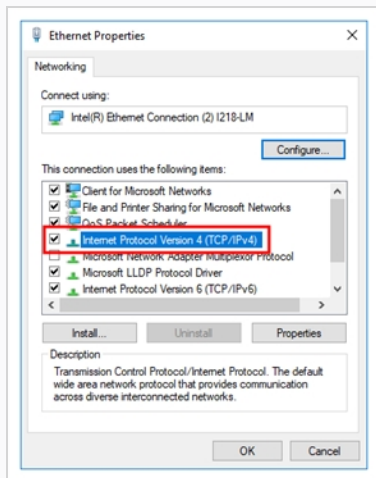 Ethernet Properties
Networking
Connect using:
Intel(R) Ethernet Connection (2) I218-LM
Configure...
This connection uses the following items:
Client for Microsoft Networks
File and Printer Sharing for Microsoft Networks
QoS Packet Scheduler
Internet Protocol Version 4 (TCP/IPv4)
Microsoft Network Adapter Multiplexor Protocol
Microsoft LLDP Protocol Driver
Internet Protocol Version 6 (TCP/IPv6)
Install... Uninstall Properties
Description
Transmission Control Protocol/Internet Protocol. The default
wide area network protocol that provides communication
across diverse interconnected networks.
OK Cancel